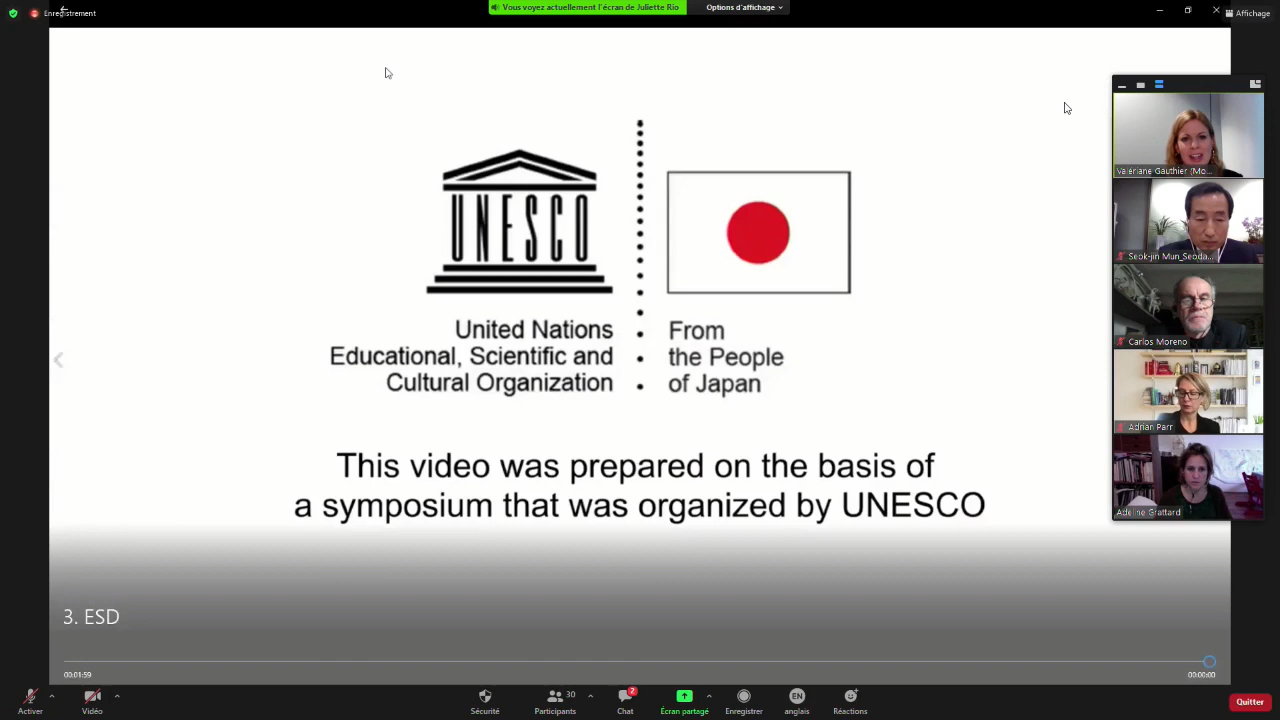 Enregistrement
Vous voyez actuellement l'écran de Juliette Rio
Options d'affichage
Affichage
UNESCO
United Nations
Educational, Scientific and
Cultural Organization
From
the People
of Japan
This video was prepared on the basis of
a symposium that was organized by UNESCO
Valériane Gauthier (Mo...
Seok-jin Mun_Seoda...
Carlos Moreno
Adrian Parr
Adeline Grattard
3. ESD
00:01:59
00:00:00
Activer
Vidéo
Sécurité
30
Participants
2
Chat
Écran partagé
Enregistrer
EN
anglais
Réactions
Quitter